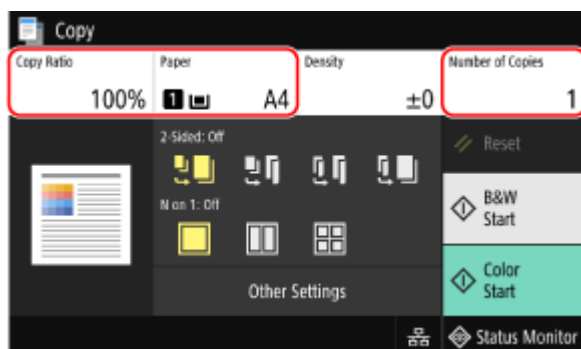 Copy
Copy Ratio
100%
Paper
1 A4
Density
±0
Number of Copies
1
2-Sided: Off
N on 1: Off
Other Settings
Reset
B&W
Start
Color
Start
Status Monitor